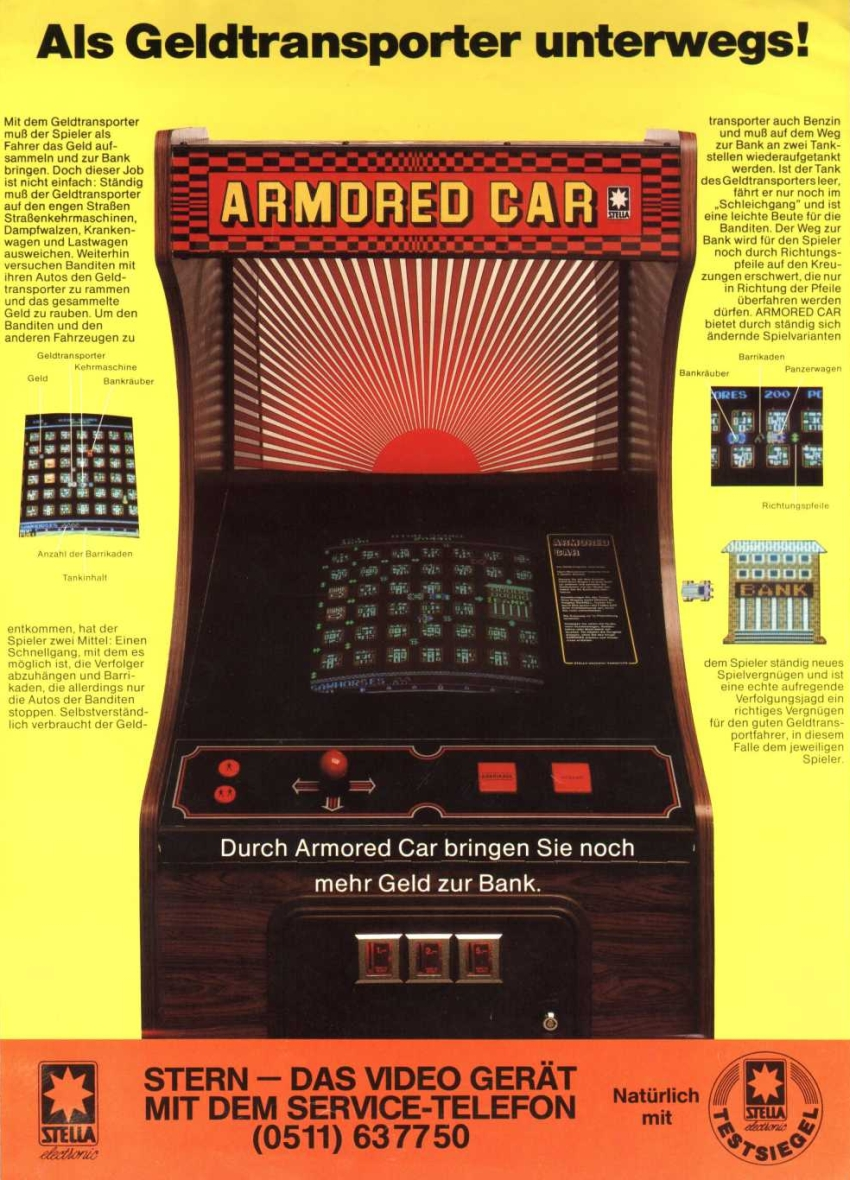 Als Geldtransporter unterwegs!
Mit dem Geldtransporter
muß der Spieler als
Fahrer das Geld auf-
sammeln und zur Bank
bringen. Doch dieser Job
ist nicht einfach: Ständig
muß der Geldtransporter
auf den engen Straßen
Straßenkehrmaschinen,
Dampfwalzen, Kranken-
wagen und Lastwagen
ausweichen. Weiterhin
versuchen Banditen mit
ihren Autos den Geld-
transporter zu rammen
und das gesammelte
Geld zu rauben. Um den
Banditen und den
anderen Fahrzeugen zu
Geldtransporter
Kehrmaschine
Geld
Bankräuber
Anzahl der Barrikaden
Tankinhalt
entkommen, hat der
Spieler zwei Mittel: Einen
Schnellgang, mit dem es
möglich ist, die Verfolger
abzuhängen und Barri-
kaden, die allerdings nur
die Autos der Banditen
stoppen. Selbstverständ-
lich verbraucht der Geld-
transporter auch Benzin
und muß auf dem Weg
zur Bank an zwei Tank-
stellen wiederaufgetankt
werden. Ist der Tank
des Geldtransporters leer,
fährt er nur noch im
„Schleichgang" und ist
eine leichte Beute für die
Banditen. Der Weg zur
Bank wird für den Spieler
noch durch Richtungs-
pfeile auf den Kreu-
zungen erschwert, die nur
in Richtung der Pfeile
überfahren werden
dürfen. ARMORED CAR
bietet durch ständig sich
ändernde Spielvarianten
Barrikaden
Bankräuber
Panzerwagen
ORES 200 PO
Richtungspfeile
BANK
dem Spieler ständig neues
Spielvergnügen und ist
eine echte aufregende
Verfolgungsjagd ein
richtiges Vergnügen
für den guten Geldtrans-
portfahrer, in diesem
Falle dem jeweiligen
Spieler.
ARMORED CAR
STELLA
ARMORED
CAR
SAWHORSES
Durch Armored Car bringen Sie noch
mehr Geld zur Bank.
STELLA
electronic
STERN — DAS VIDEO GERÄT
MIT DEM SERVICE-TELEFON
(0511) 637750
Natürlich
mit
STELLA
electronic
TESTSIEGEL